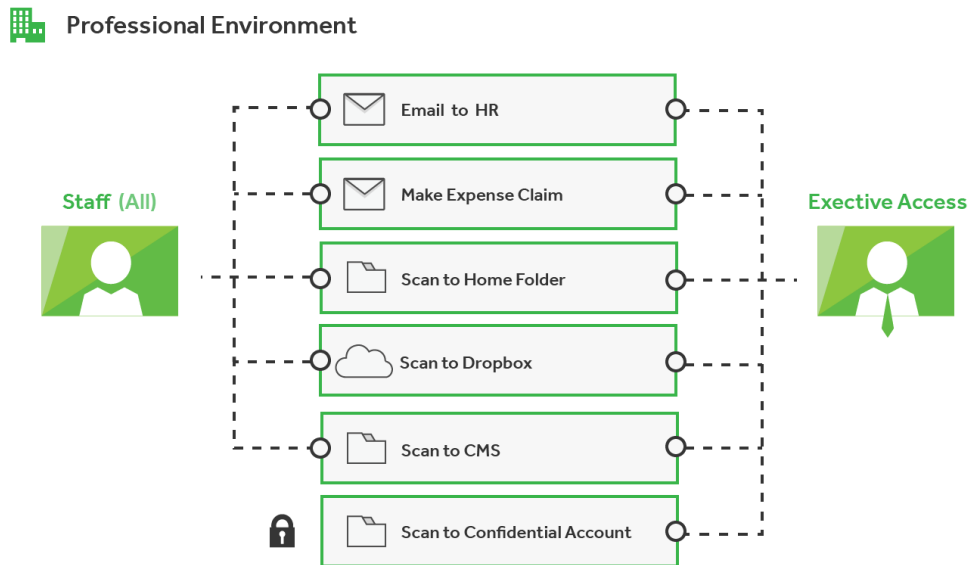 Professional Environment
Email to HR
Make Expense Claim
Staff (All)
Exective Access
Scan to Home Folder
Scan to Dropbox
Scan to CMS
Scan to Confidential Account